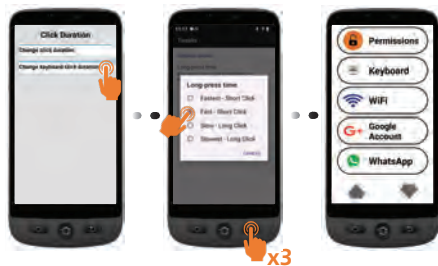 Click Duration
Change click duration
Change keyboard click duration
Long press time
Fastest - Short Click
Fast - Short Click
Slow - Long Click
Slowest - Long Click
CANCEL
x3
Permissions
Keyboard
WiFi
G+ Google
Account
WhatsApp